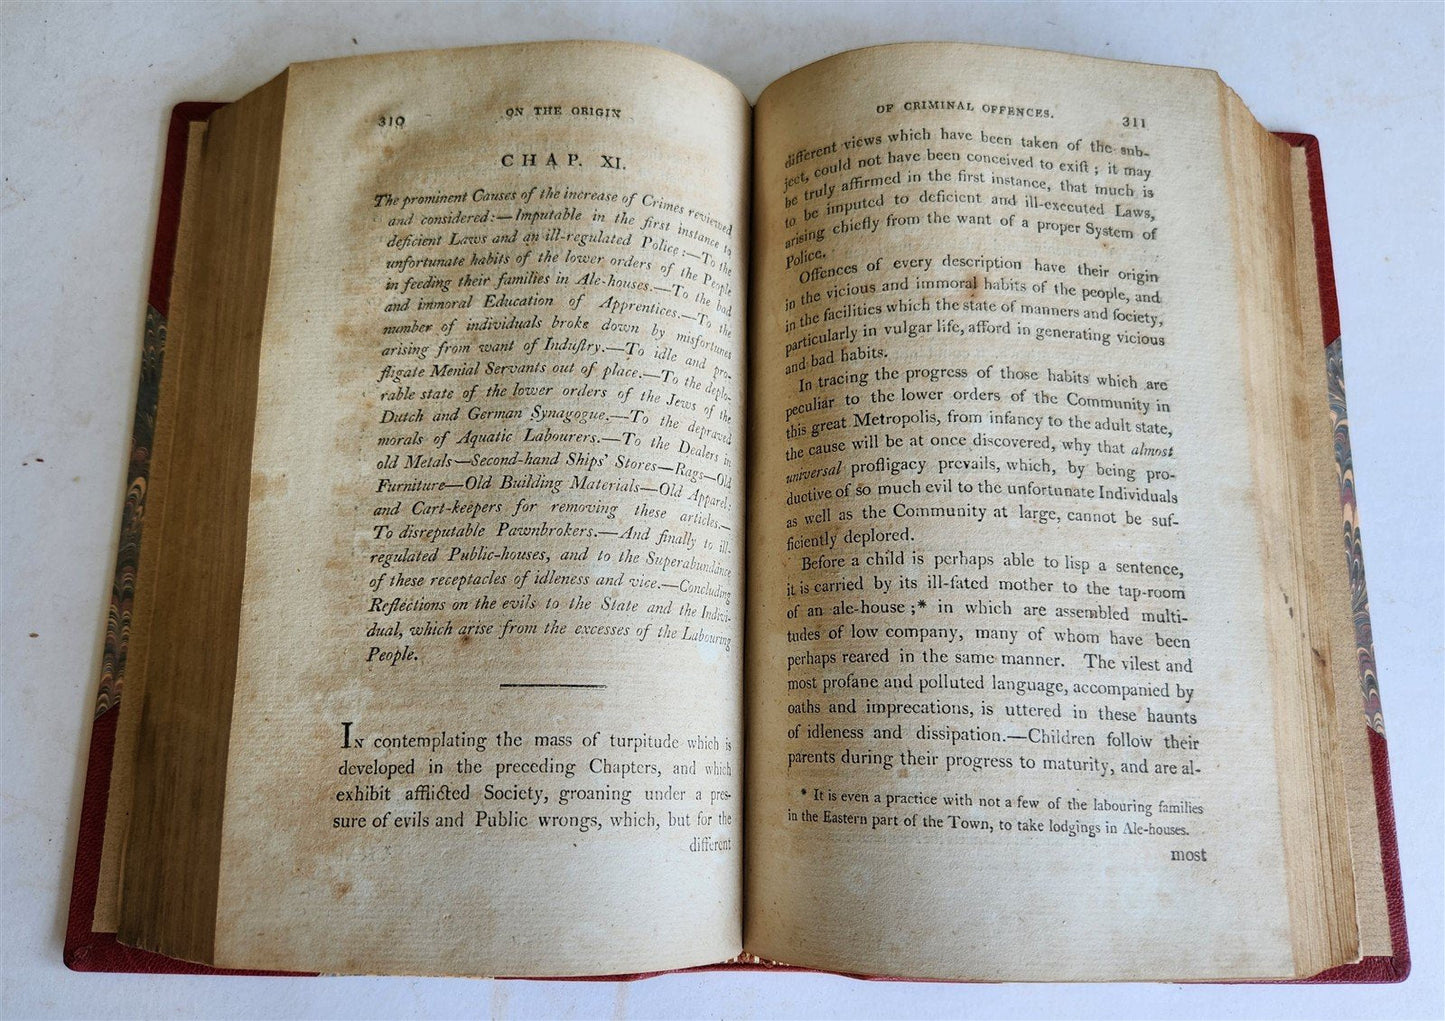 310
ON THE ORIGIN
CHAP. XI.
The prominent Causes of the increase of Crimes reviewed
and considered:—Imputable in the first instance to
deficient Laws and an ill-regulated Police:—To the
unfortunate habits of the lower orders of the People
in feeding their families in Ale-houses.—To the bad
and immoral Education of Apprentices.—To the
number of individuals broke down by misfortunes
arising from want of Induſtry.—To idle and pro-
fligate Menial Servants out of place.—To the deplo-
rable state of the lower orders of the Jews of the
Dutch and German Synagogue.—To the depraved
morals of Aquatic Labourers.—To the Dealers in
old Metals—Second-hand Ships' Stores—Rags—Old
Furniture—Old Building Materials—Old Apparel:
and Cart-keepers for removing these articles.—
To disreputable Pawnbrokers.—And finally to ill-
regulated Public-houses, and to the Superabundance
of these receptacles of idleness and vice.—Concluding
Reflections on the evils to the State and the Indivi-
dual, which arise from the excesses of the Labouring
People.
IN contemplating the mass of turpitude which is
developed in the preceding Chapters, and which
exhibit afflicted Society, groaning under a pres-
sure of evils and Public wrongs, which, but for the
different
OF CRIMINAL OFFENCES.
311
different views which have been taken of the sub-
ject, could not have been conceived to exiſt; it may
be truly affirmed in the first instance, that much is
to be imputed to deficient and ill-executed Laws,
arising chiefly from the want of a proper System of
Police.
Offences of every description have their origin
in the vicious and immoral habits of the people, and
in the facilities which the state of manners and ſociety,
particularly in vulgar life, afford in generating vicious
and bad habits.
In tracing the progress of those habits which are
peculiar to the lower orders of the Community in
this great Metropolis, from infancy to the adult state,
the cause will be at once discovered, why that almost
universal profligacy prevails, which, by being pro-
ductive of so much evil to the unfortunate Individuals
as well as the Community at large, cannot be suf-
ficiently deplored.
Before a child is perhaps able to lisp a sentence,
it is carried by its ill-fated mother to the tap-room
of an ale-house;* in which are assembled multi-
tudes of low company, many of whom have been
perhaps reared in the same manner. The vilest and
most profane and polluted language, accompanied by
oaths and imprecations, is uttered in these haunts
of idleness and dissipation.—Children follow their
parents during their progress to maturity, and are al-
* It is even a practice with not a few of the labouring families
in the Eastern part of the Town, to take lodgings in Ale-houses.
most